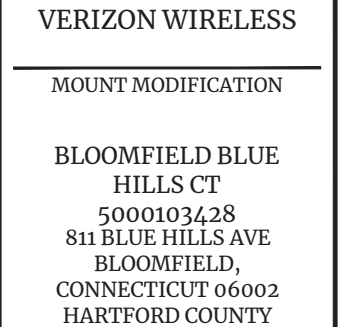 VERIZON WIRELESS
MOUNT MODIFICATION
BLOOMFIELD BLUE
HILLS CT
5000103428
811 BLUE HILLS AVE
BLOOMFIELD,
CONNECTICUT 06002
HARTFORD COUNTY